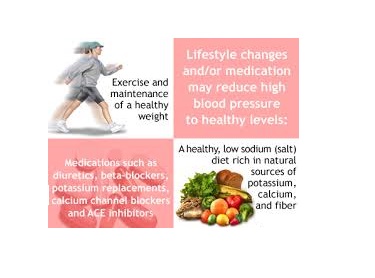 Lifestyle changes
and/or medication
may reduce high
blood pressure
to healthy levels:
Exercise and
maintenance
of a healthy
weight
Medications such as
diuretics, beta-blockers,
potassium replacements,
calcium channel blockers
and ACE inhibitors
A healthy, low sodium (salt)
diet rich in natural
sources of
potassium,
calcium,
and fiber